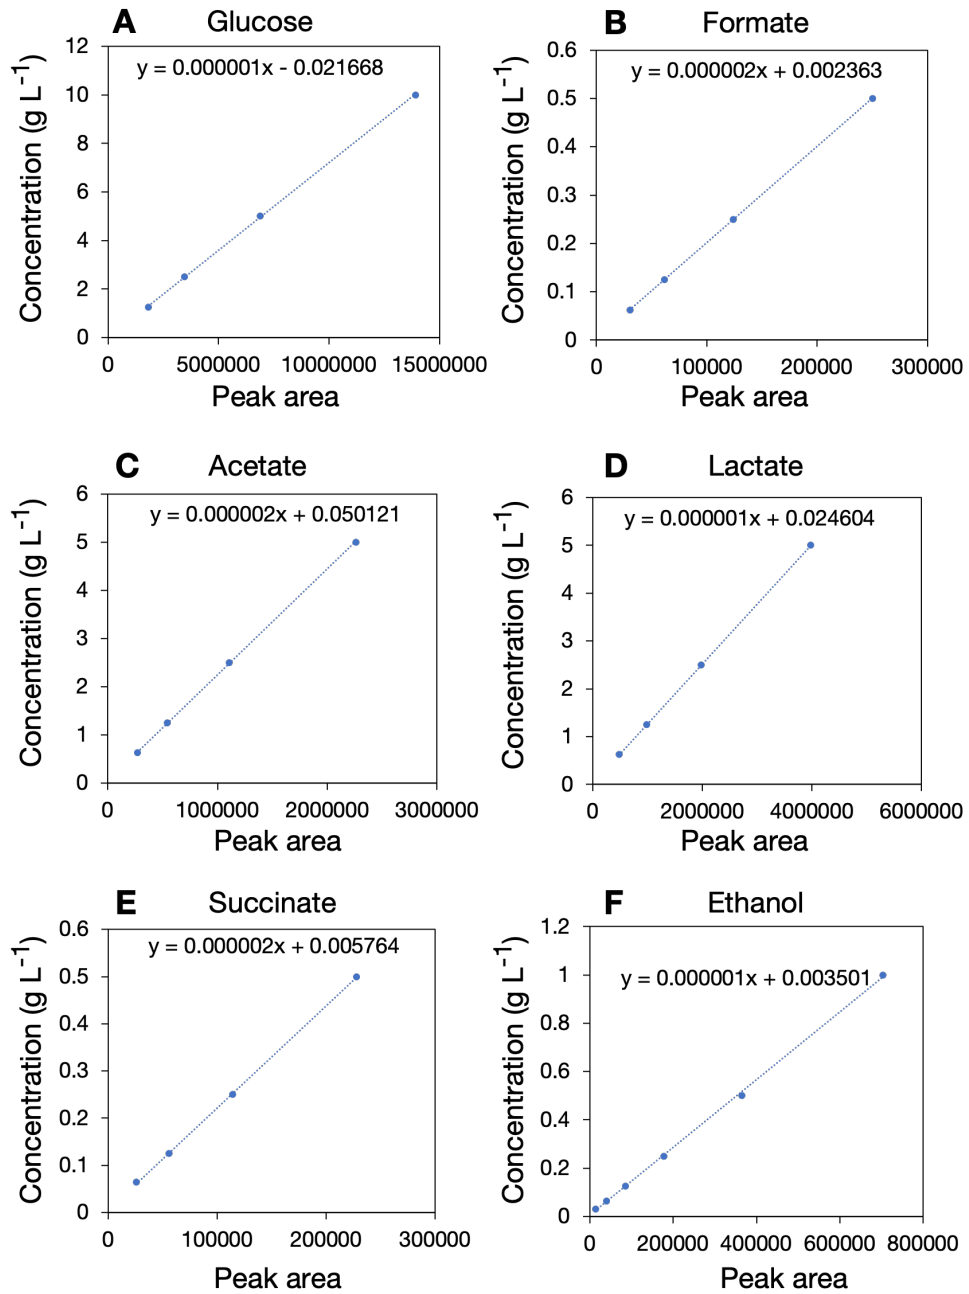 A Glucose
y = 0.000001x - 0.021668
Concentration (g L⁻¹)
12
10
8
6
4
2
0
0 5000000 10000000 15000000
Peak area
B Formate
y = 0.000002x + 0.002363
Concentration (g L⁻¹)
0.6
0.5
0.4
0.3
0.2
0.1
0
0 100000 200000 300000
Peak area
C Acetate
y = 0.000002x + 0.050121
Concentration (g L⁻¹)
6
5
4
3
2
1
0
0 1000000 2000000 3000000
Peak area
D Lactate
y = 0.000001x + 0.024604
Concentration (g L⁻¹)
6
5
4
3
2
1
0
0 2000000 4000000 6000000
Peak area
E Succinate
y = 0.000002x + 0.005764
Concentration (g L⁻¹)
0.6
0.5
0.4
0.3
0.2
0.1
0
0 100000 200000 300000
Peak area
F Ethanol
y = 0.000001x + 0.003501
Concentration (g L⁻¹)
1.2
1
0.8
0.6
0.4
0.2
0
0 200000 400000 600000 800000
Peak area